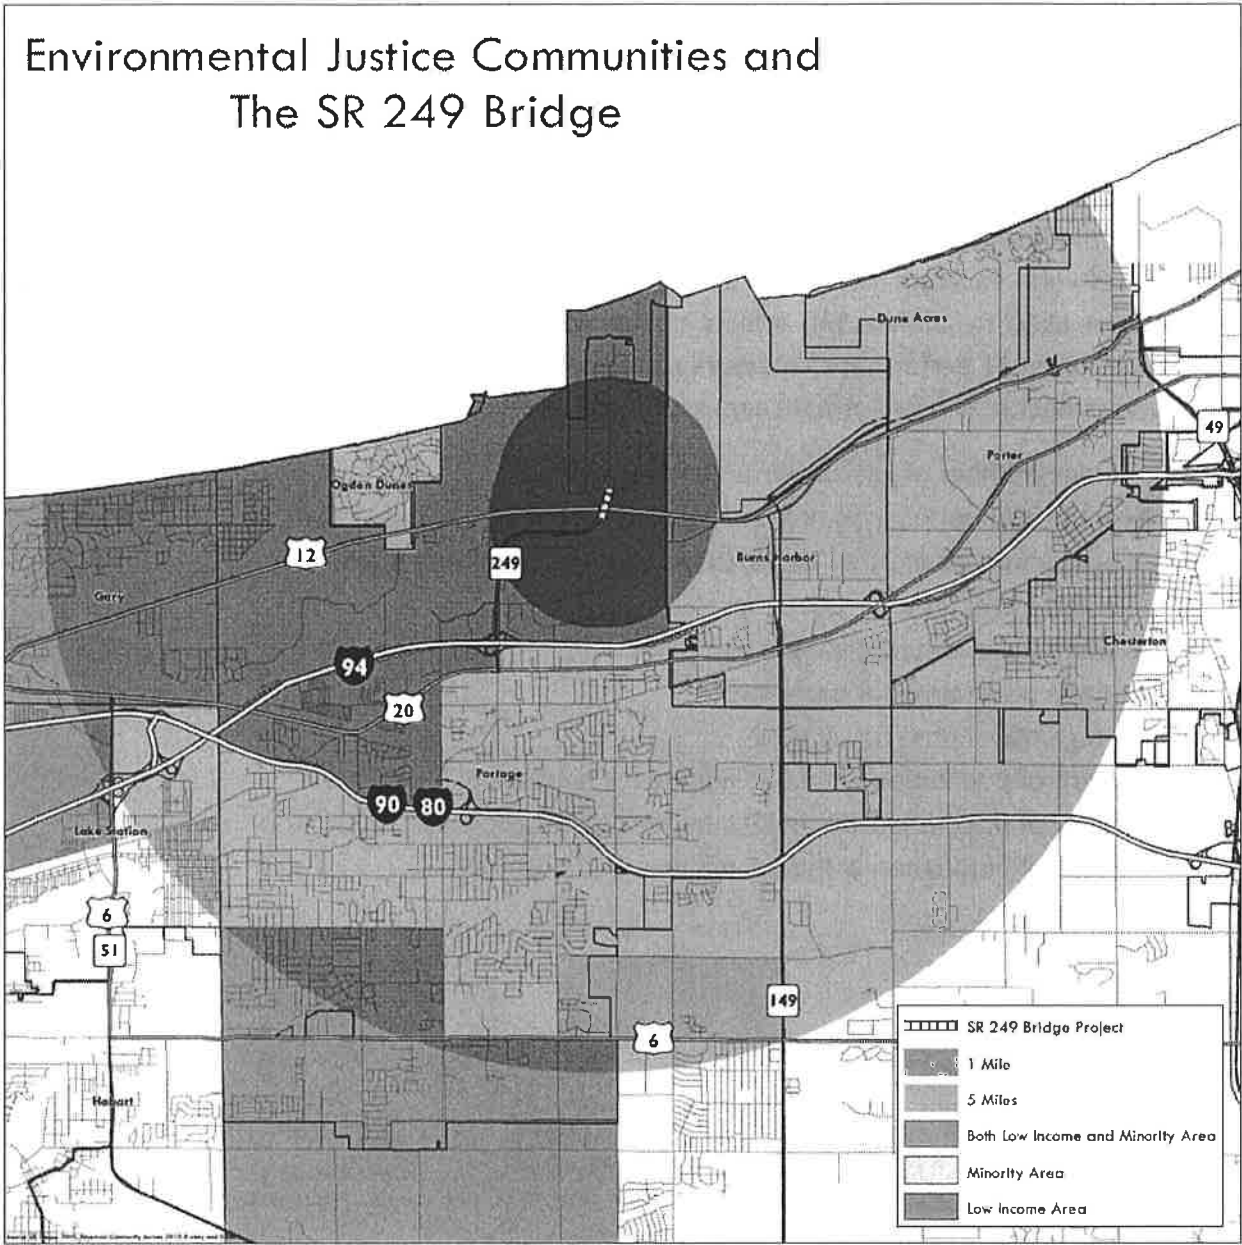 Environmental Justice Communities and
The SR 249 Bridge
Dune Acres
49
Porter
Ogden Dunes
12
249
Burns Harbor
Gary
Chesterton
94
20
Portage
90
80
Lake Station
6
51
149
6
Hobart
SR 249 Bridge Project
1 Mile
5 Miles
Both Low Income and Minority Area
Minority Area
Low Income Area